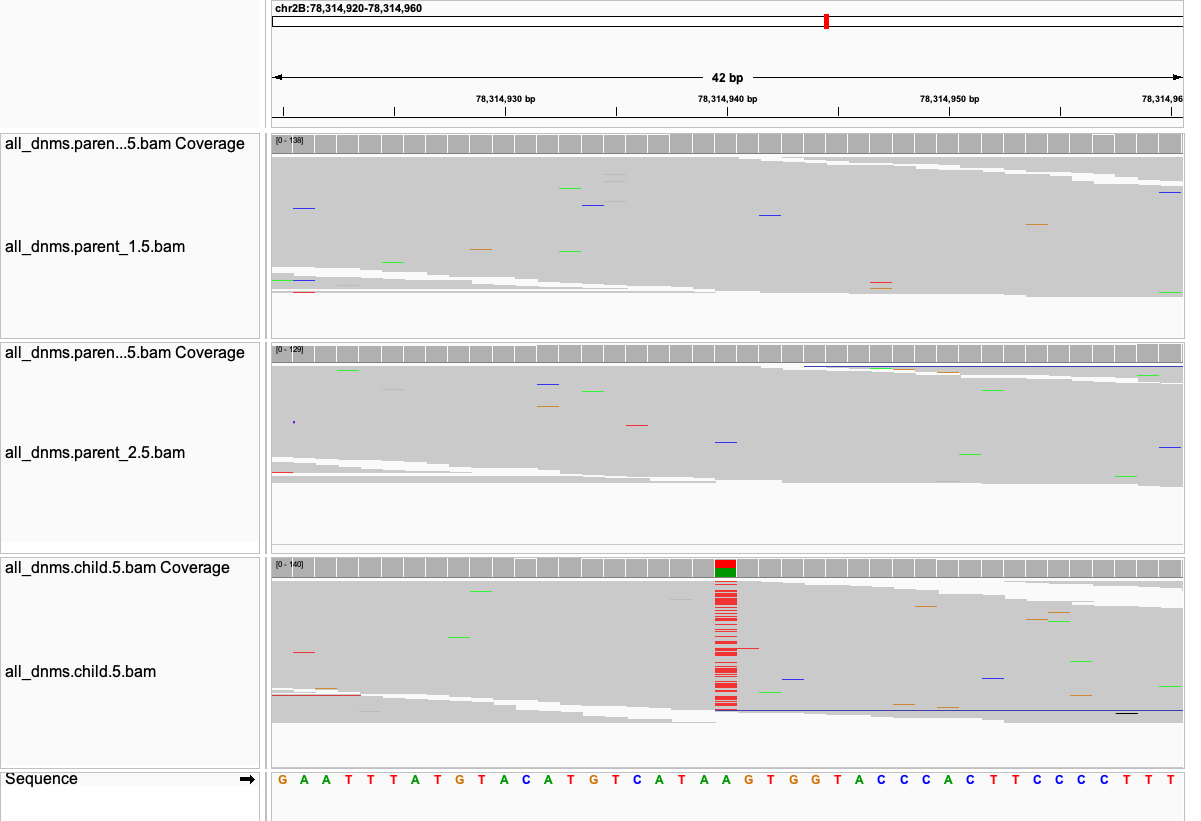 chr2B:78,314,920-78,314,960
42 bp
78,314,930 bp
78,314,940 bp
78,314,950 bp
78,314,96
all_dnms.paren...5.bam Coverage
[0 - 138]
all_dnms.parent_1.5.bam
all_dnms.paren...5.bam Coverage
[0 - 129]
all_dnms.parent_2.5.bam
all_dnms.child.5.bam Coverage
[0 - 140]
all_dnms.child.5.bam
Sequence
G A A T T T A T G T A C A T G T C A T A A G T G G T A C C C A C T T C C C C T T T